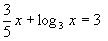 3/5 x + log₃ x = 3